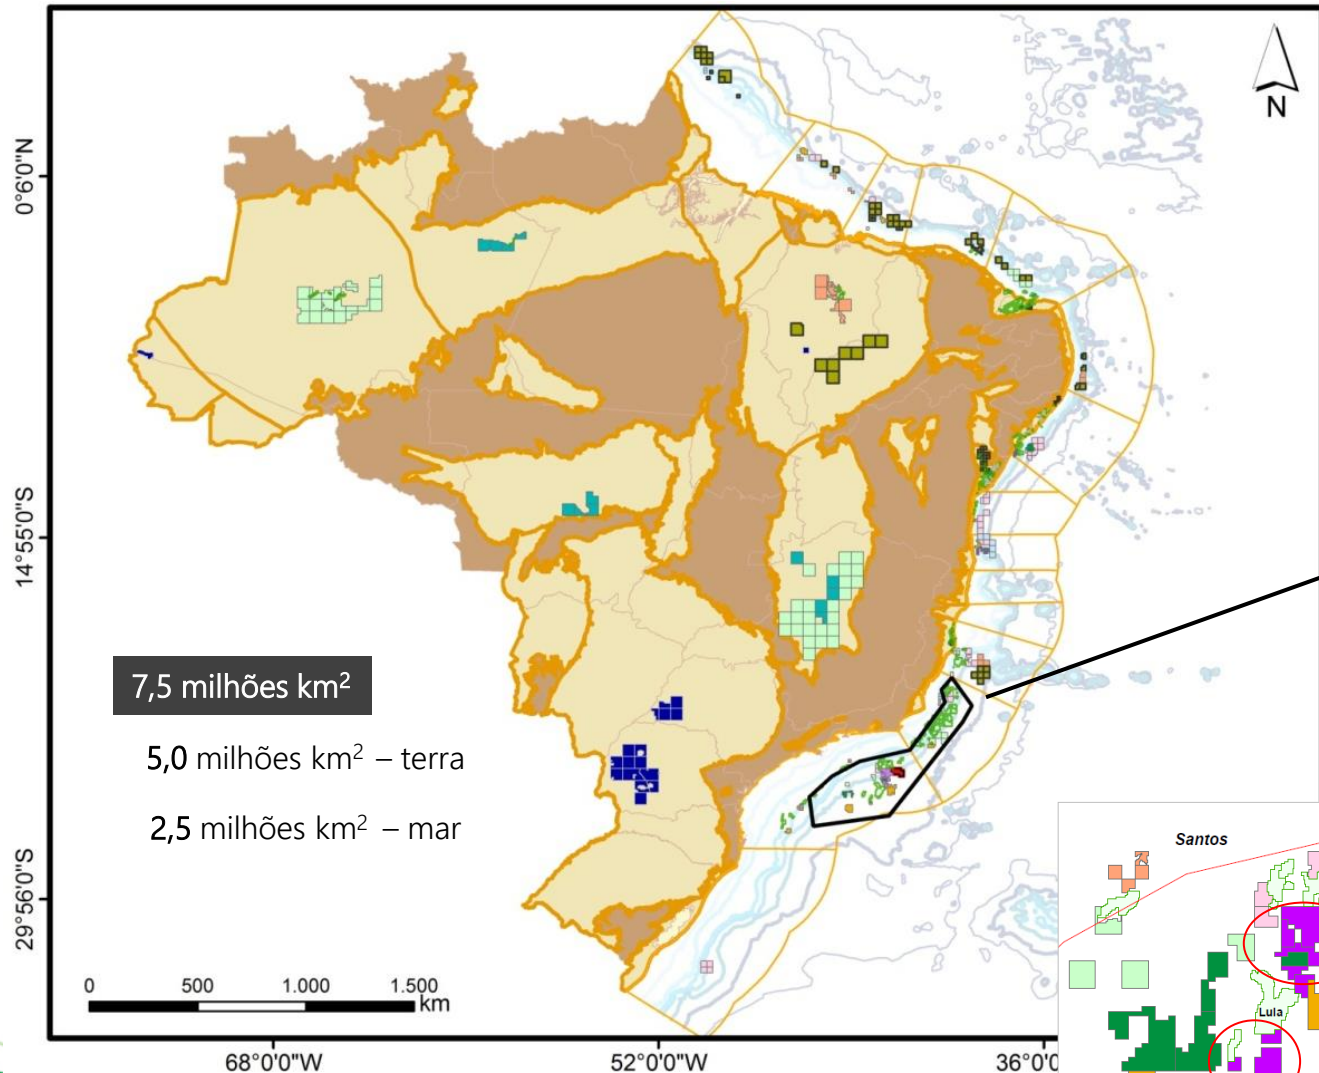 N
0°6'0"N
14°55'0"S
7,5 milhões km²
5,0 milhões km² – terra
2,5 milhões km² – mar
Santos
29°56'0"S
0 500 1.000 1.500
km
Lula
68°0'0"W 52°0'0"W 36°0'0